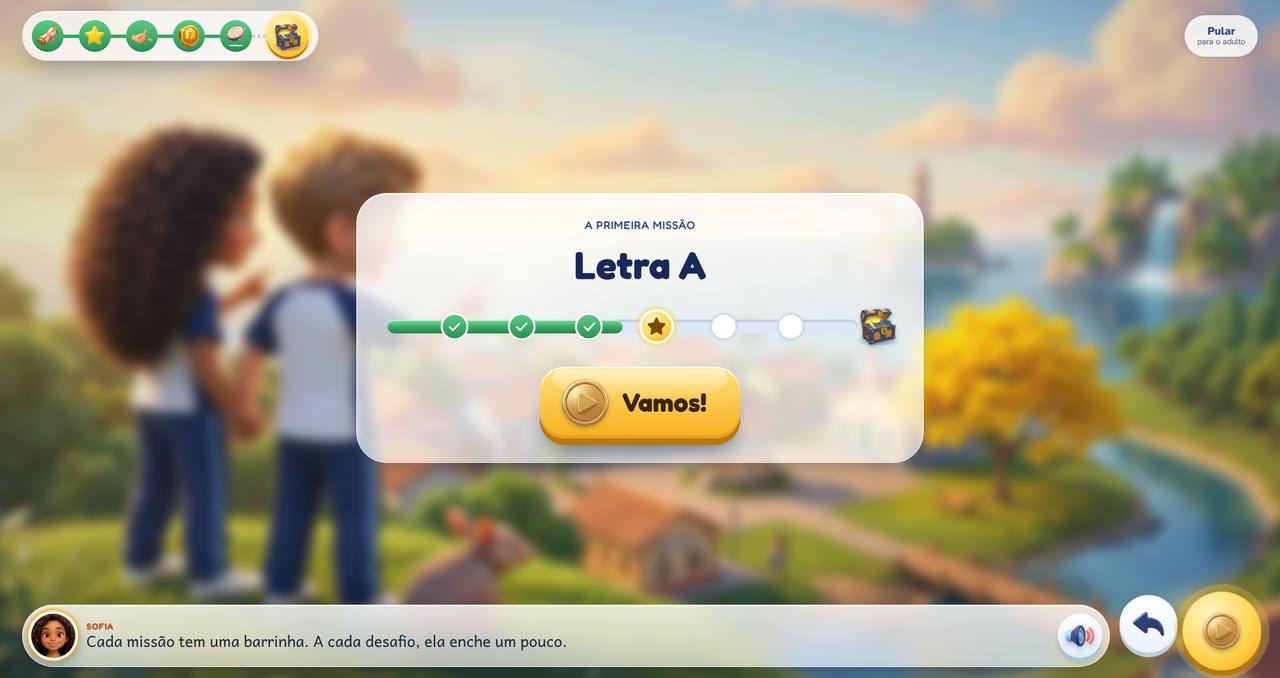 Pular
para o adulto
A PRIMEIRA MISSÃO
Letra A
Vamos!
SOFIA
Cada missão tem uma barrinha. A cada desafio, ela enche um pouco.